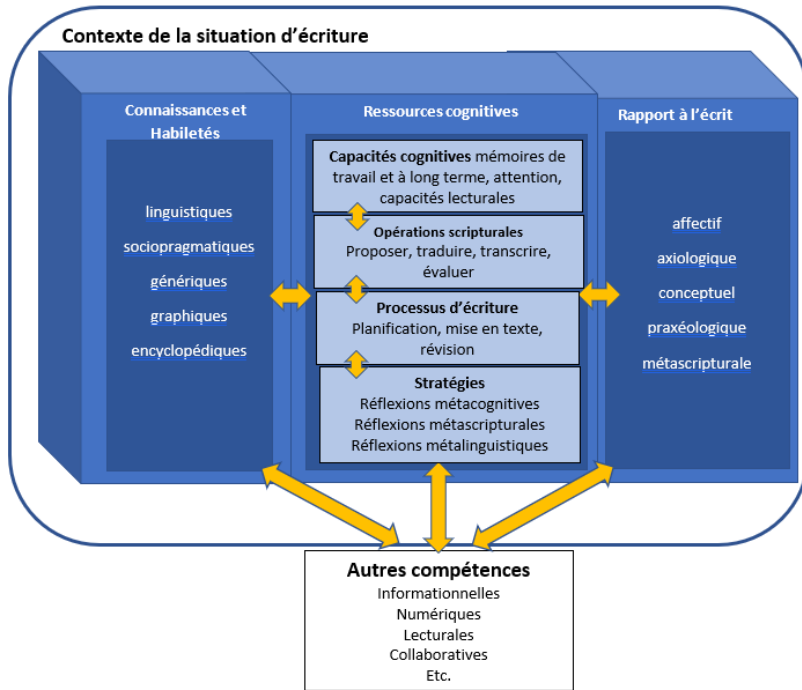 Contexte de la situation d'écriture
Connaissances et
Habiletés
linguistiques
sociopragmatiques
génériques
graphiques
encyclopédiques
Ressources cognitives
Capacités cognitives mémoires de
travail et à long terme, attention,
capacités lecturales
Opérations scripturales
Proposer, traduire, transcrire,
évaluer
Processus d'écriture
Planification, mise en texte,
révision
Stratégies
Réflexions métacognitives
Réflexions métascripturales
Réflexions métalinguistiques
Rapport à l'écrit
affectif
axiologique
conceptuel
praxéologique
métascripturale
Autres compétences
Informationnelles
Numériques
Lecturales
Collaboratives
Etc.